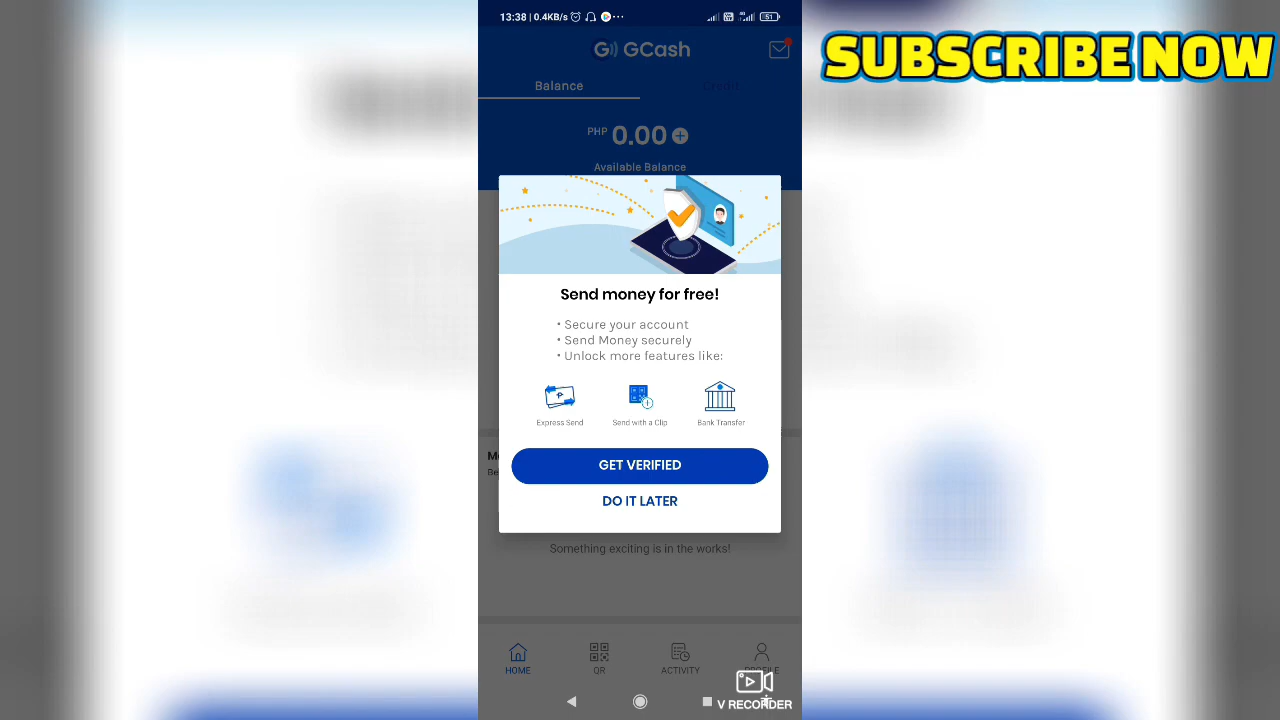 13:38 | 0.4KB/s
51
SUBSCRIBE NOW
GCash
Balance
Credit
PHP 0.00
Available Balance
Send money for free!
• Secure your account
• Send Money securely
• Unlock more features like:
Express Send
Send with a Clip
Bank Transfer
GET VERIFIED
DO IT LATER
Something exciting is in the works!
HOME
QR
ACTIVITY
PROFILE
V RECORDER